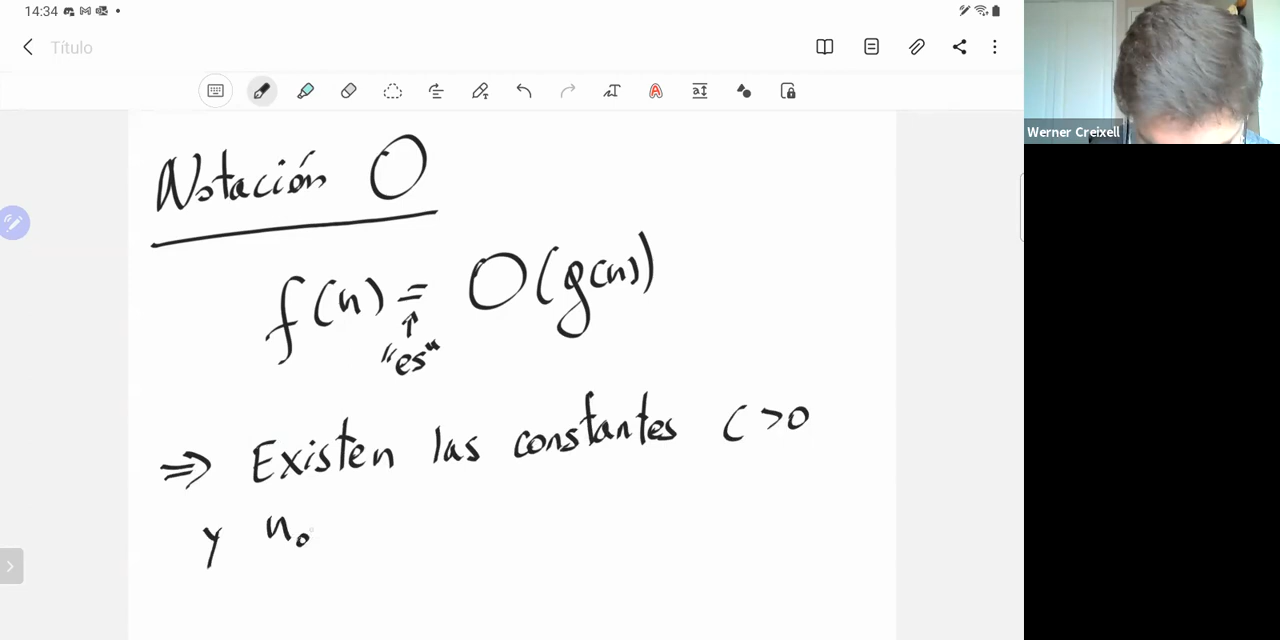 14:34
Título
Werner Creixell
Notación O
f(n) = O(g(n))
↑
"es"
⇒ Existen las constantes C>0
y n₀